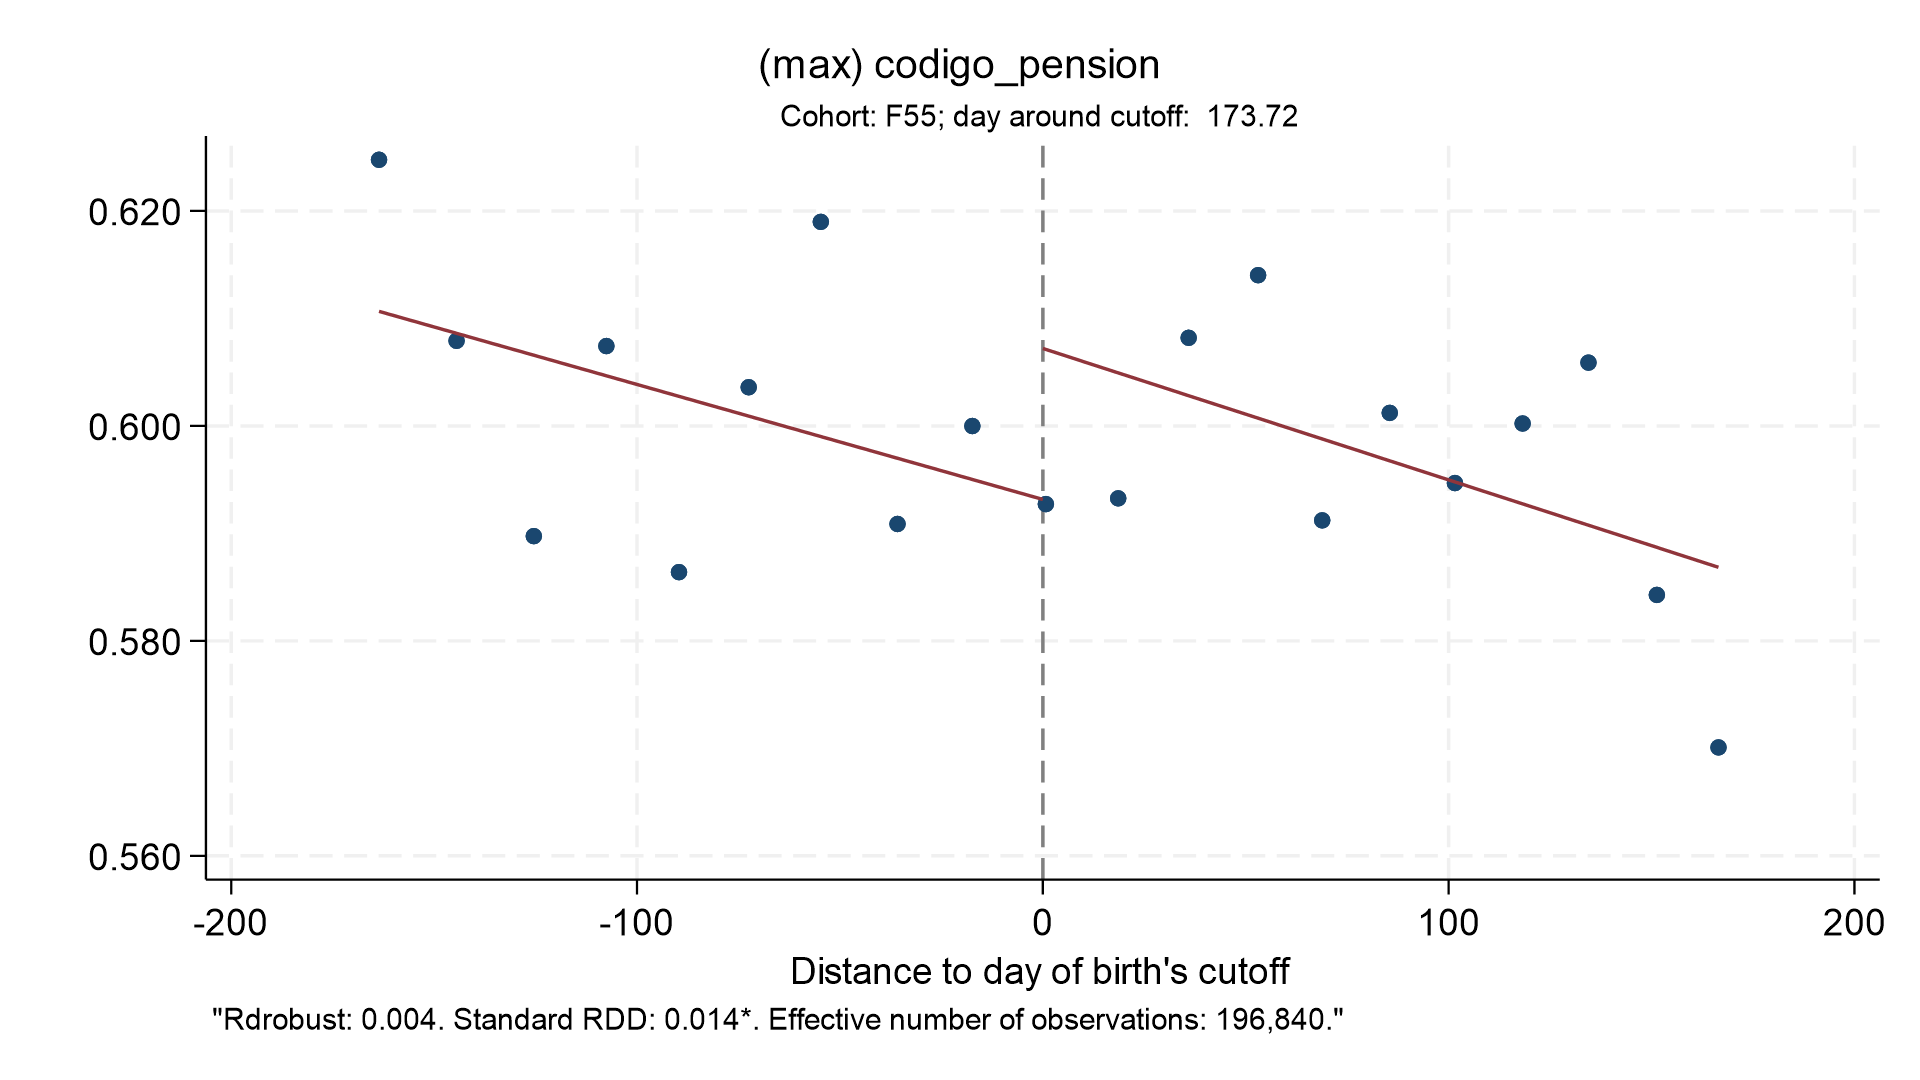 (max) codigo_pension
Cohort: F55; day around cutoff:  173.72
0.620
0.600
0.580
0.560
-200
-100
0
100
200
Distance to day of birth's cutoff
"Rdrobust: 0.004. Standard RDD: 0.014*. Effective number of observations: 196,840."